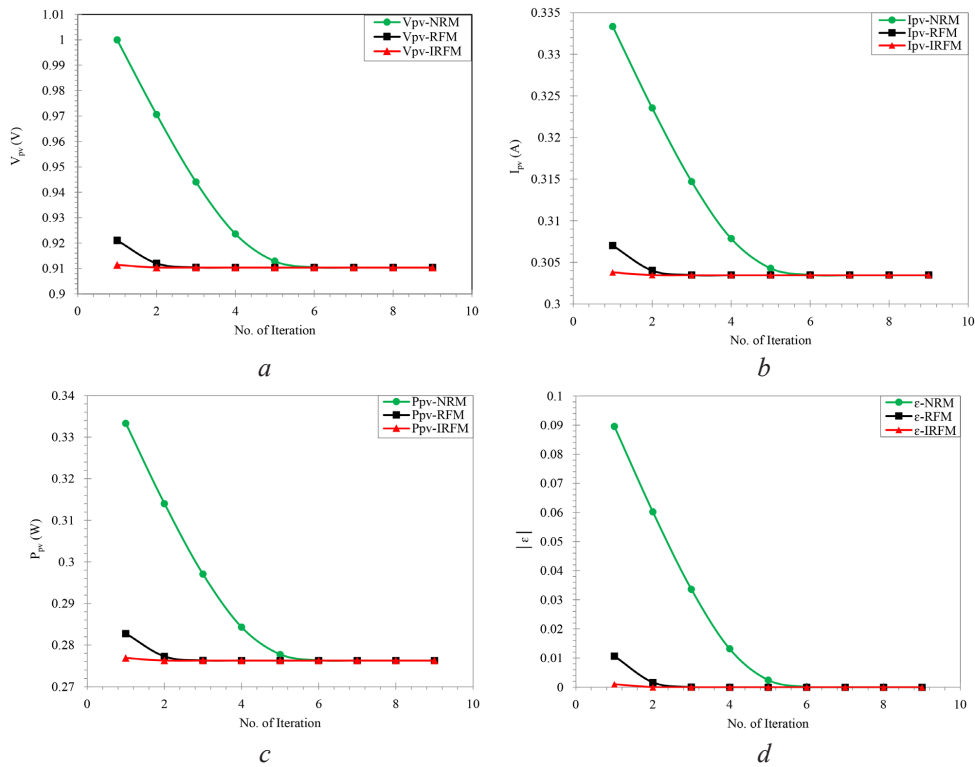 1.01
1
0.99
0.98
0.97
0.96
0.95
0.94
0.93
0.92
0.91
0.9
0 2 4 6 8 10
V_pv (V)
No. of Iteration
Vpv-NRM
Vpv-RFM
Vpv-IRFM
a
0.335
0.33
0.325
0.32
0.315
0.31
0.305
0.3
0 2 4 6 8 10
I_pv (A)
No. of Iteration
Ipv-NRM
Ipv-RFM
Ipv-IRFM
b
0.34
0.33
0.32
0.31
0.3
0.29
0.28
0.27
0 2 4 6 8 10
P_pv (W)
No. of Iteration
Ppv-NRM
Ppv-RFM
Ppv-IRFM
c
0.1
0.09
0.08
0.07
0.06
0.05
0.04
0.03
0.02
0.01
0
0 2 4 6 8 10
| ε |
No. of Iteration
ε-NRM
ε-RFM
ε-IRFM
d